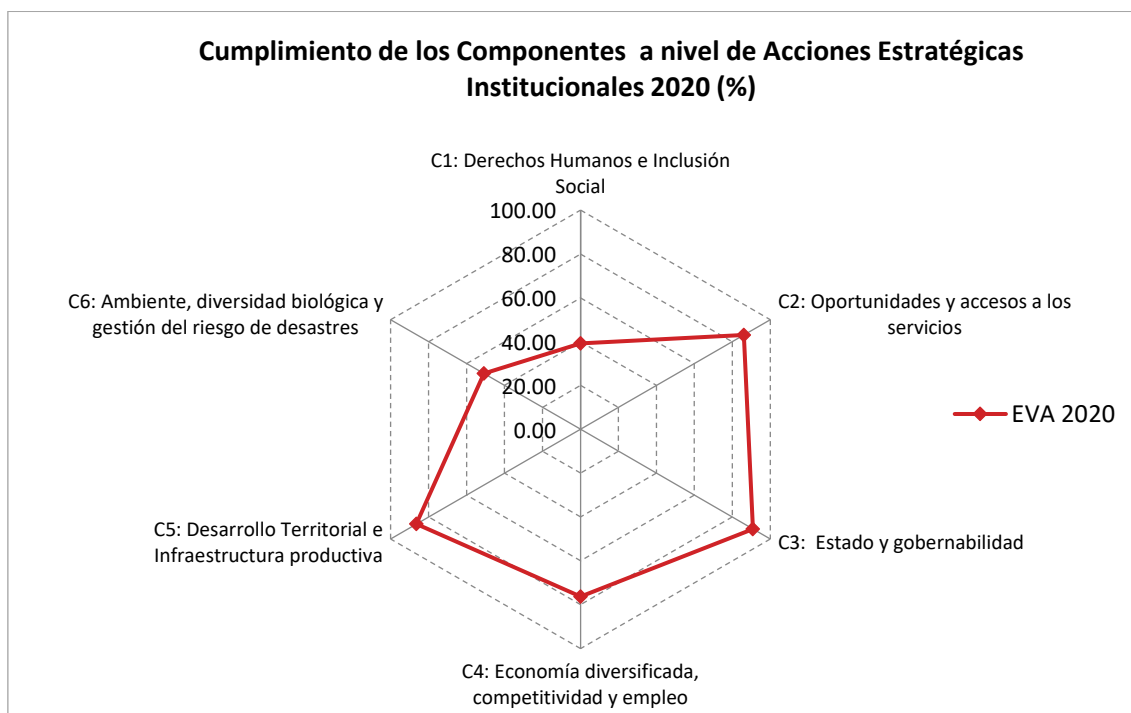 Cumplimiento de los Componentes a nivel de Acciones Estratégicas
Institucionales 2020 (%)
C1: Derechos Humanos e Inclusión
Social
100.00
80.00
60.00
40.00
20.00
0.00
C2: Oportunidades y accesos a los
servicios
C3: Estado y gobernabilidad
C4: Economía diversificada,
competitividad y empleo
C5: Desarrollo Territorial e
Infraestructura productiva
C6: Ambiente, diversidad biológica y
gestión del riesgo de desastres
EVA 2020